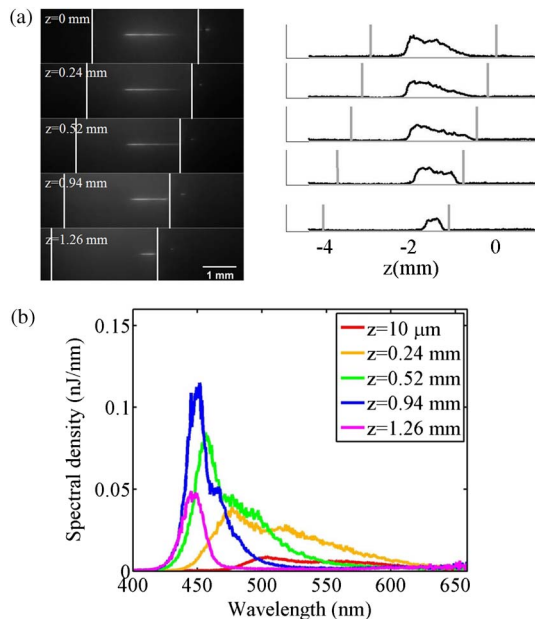 (a)
z=0 mm
z=0.24 mm
z=0.52 mm
z=0.94 mm
z=1.26 mm
1 mm
-4 -2 0
z(mm)
(b)
0.15
0.1
0.05
0
400 450 500 550 600 650
Spectral density (nJ/nm)
Wavelength (nm)
z=10 μm
z=0.24 mm
z=0.52 mm
z=0.94 mm
z=1.26 mm